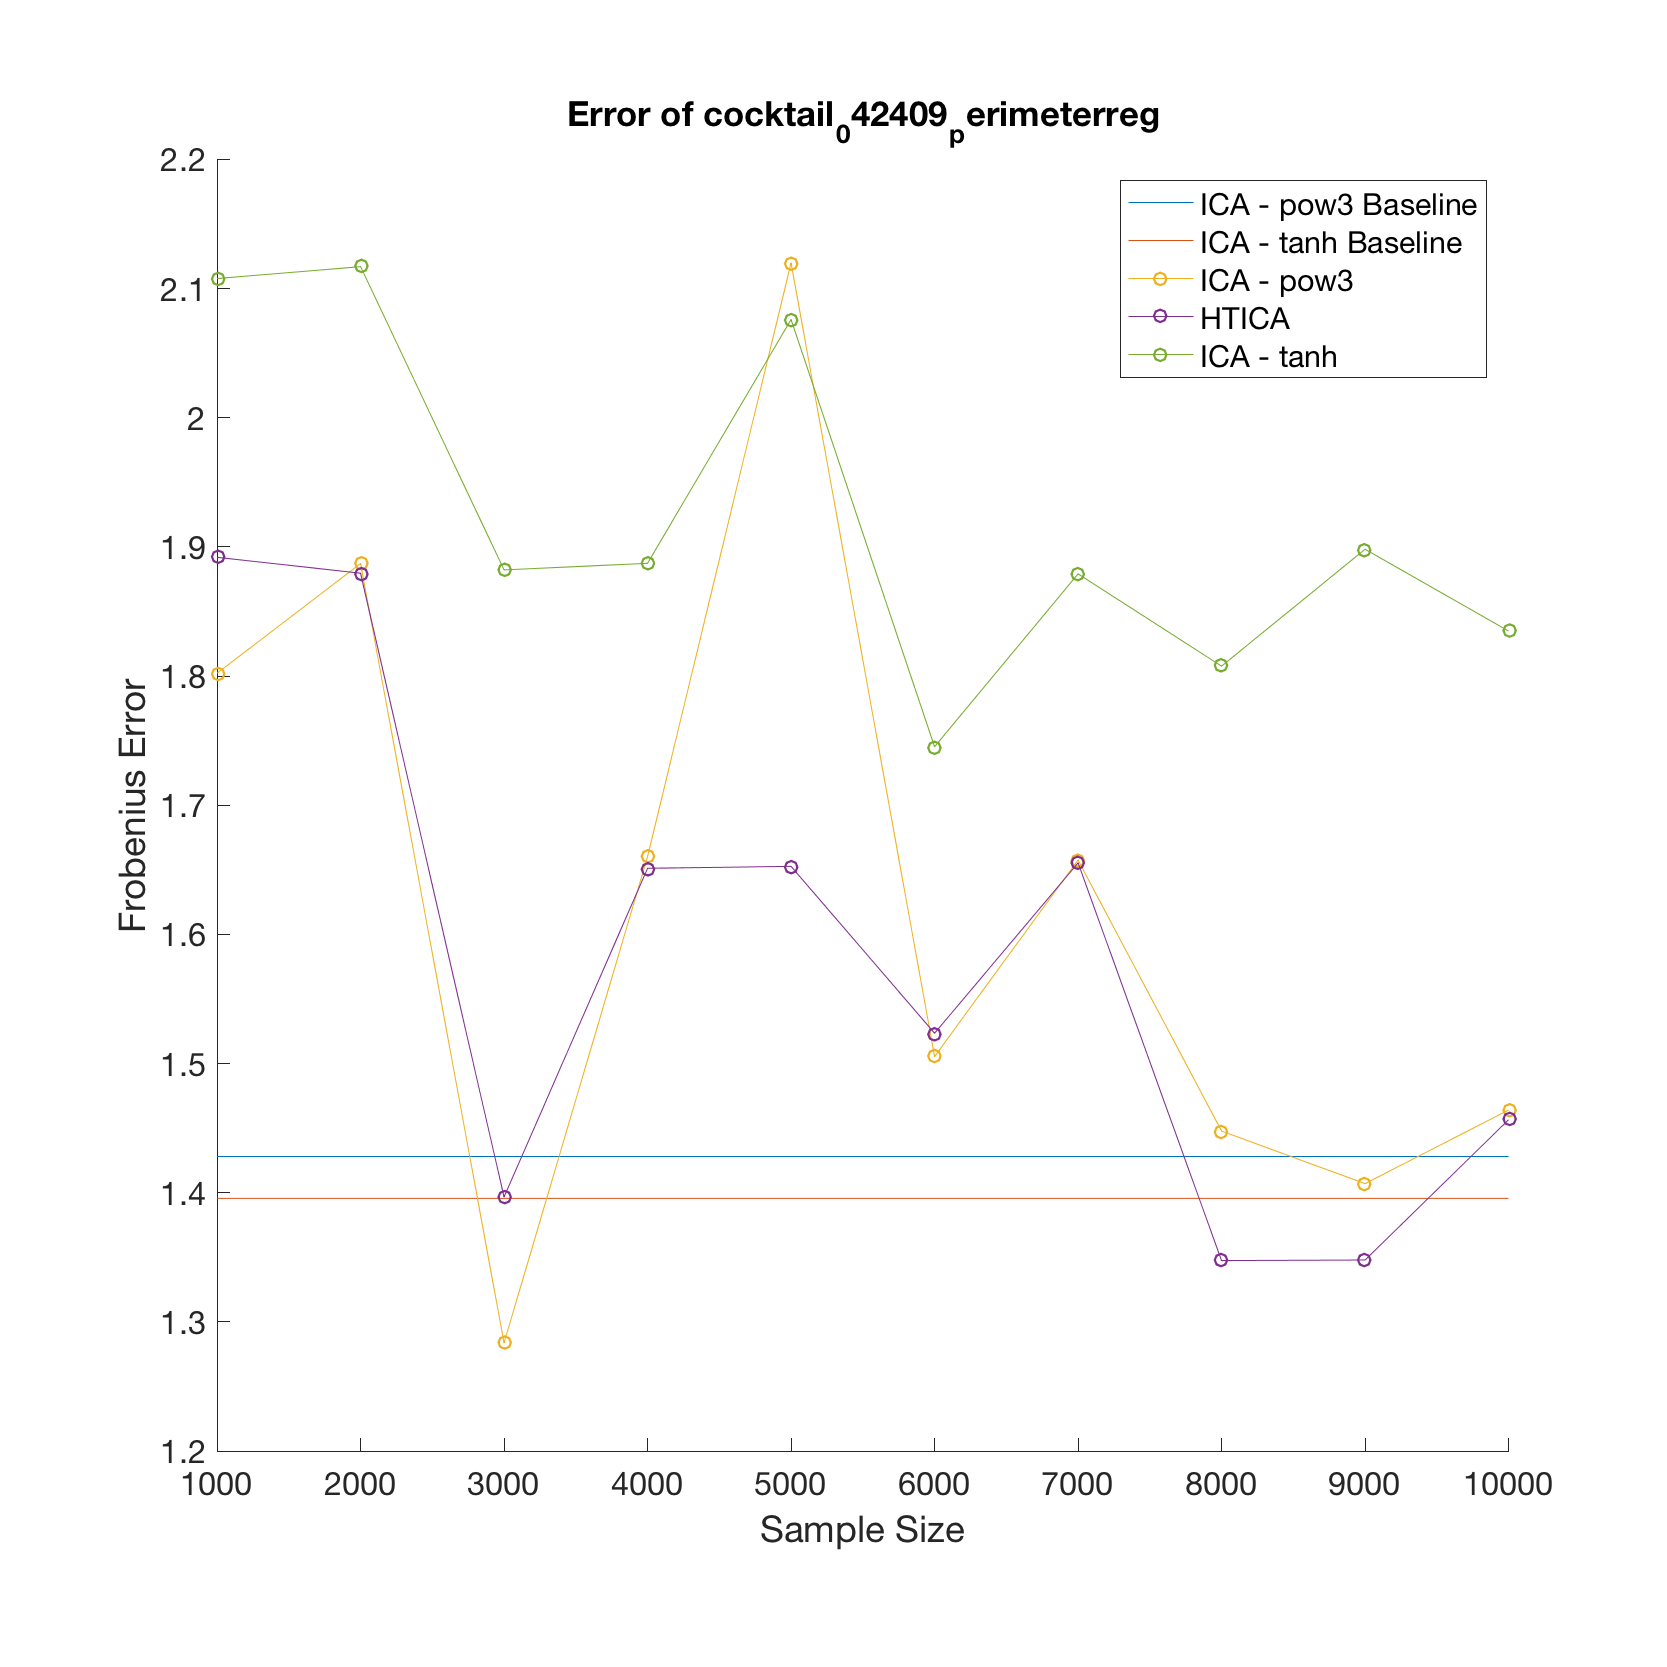 Error of cocktail₀42409ₚerimeterreg
2.2
2.1
2
1.9
1.8
1.7
1.6
1.5
1.4
1.3
1.2
Frobenius Error
ICA - pow3 Baseline
ICA - tanh Baseline
ICA - pow3
HTICA
ICA - tanh
1000 2000 3000 4000 5000 6000 7000 8000 9000 10000
Sample Size